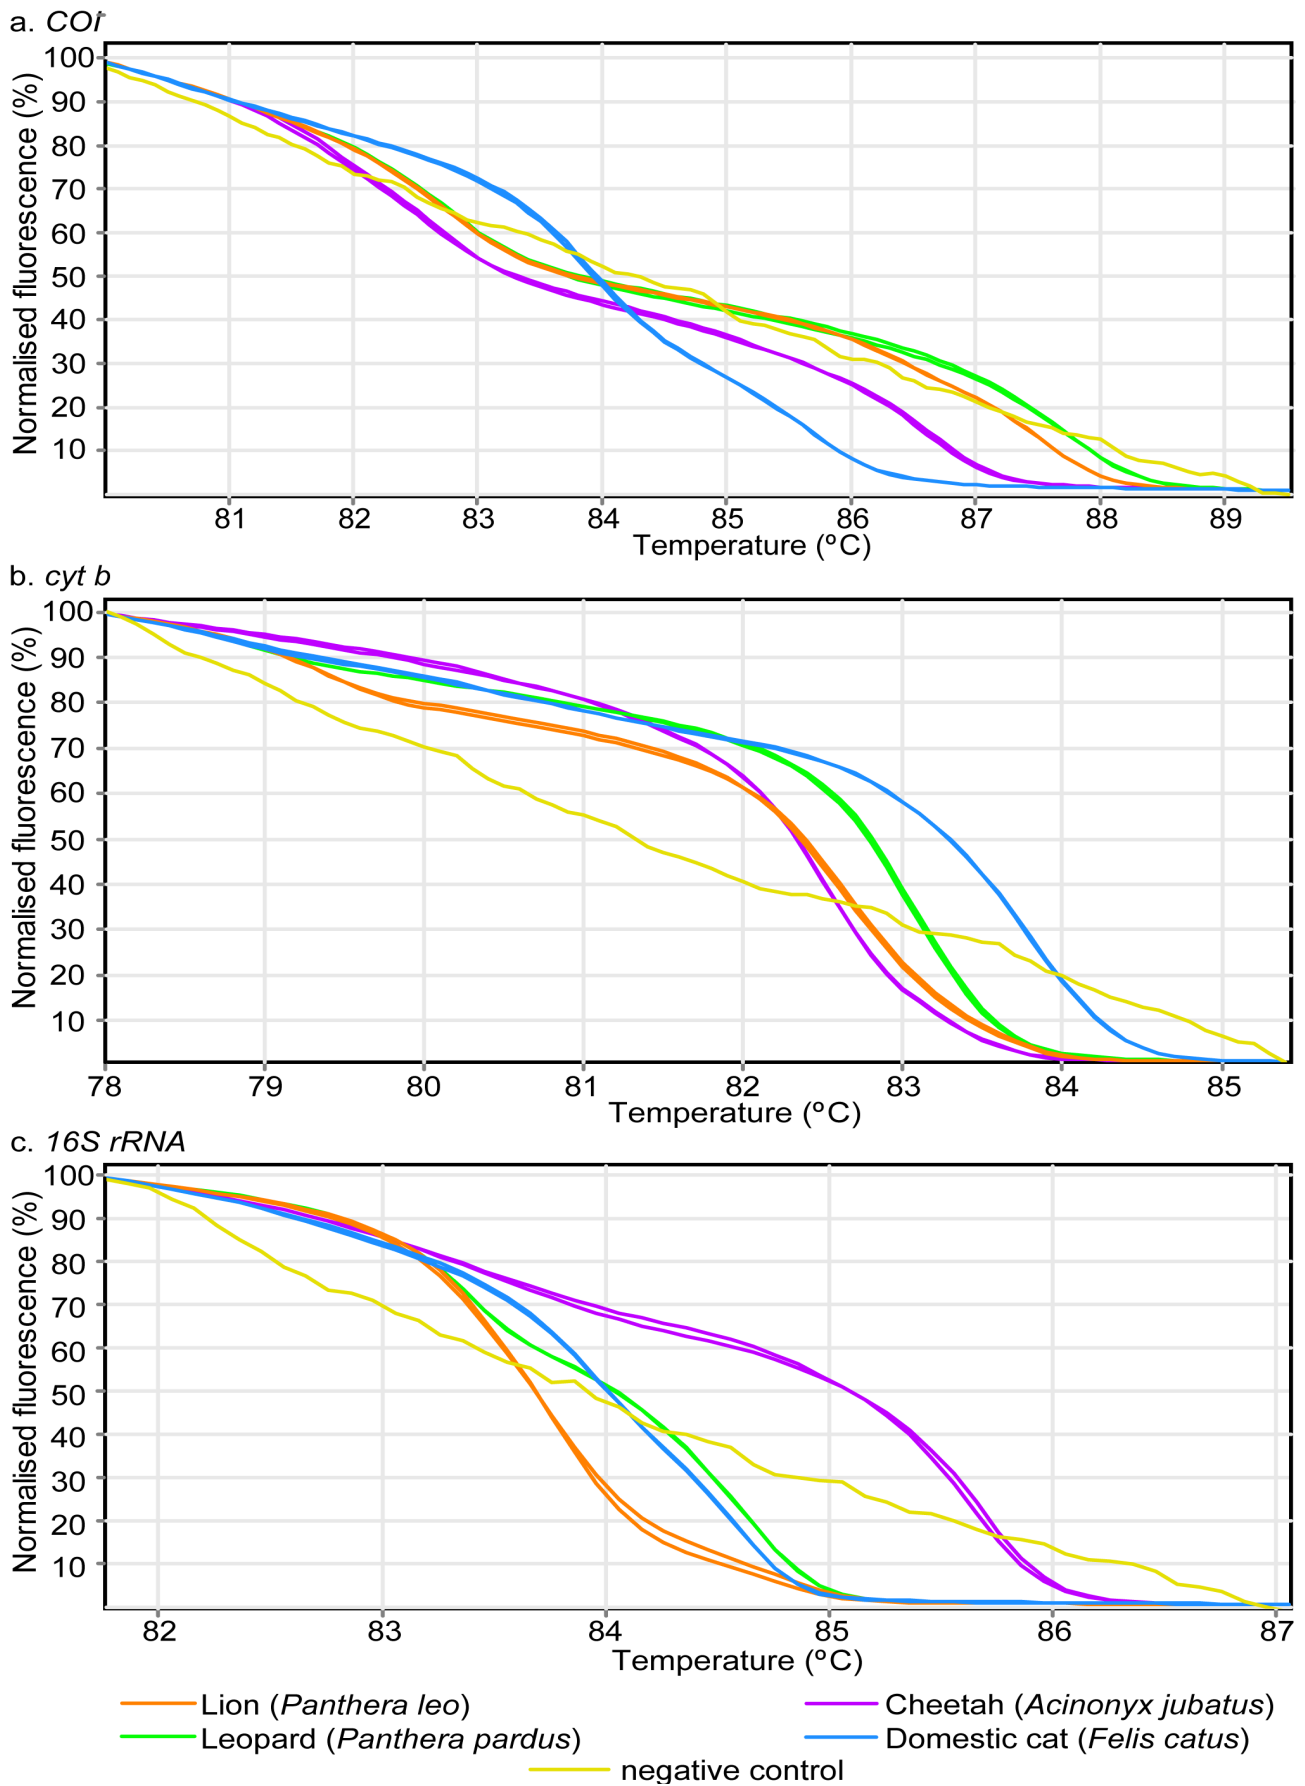 a. COI
Normalised fluorescence (%)
100
90
80
70
60
50
40
30
20
10
81 82 83 84 85 86 87 88 89
Temperature (ºC)
b. cyt b
Normalised fluorescence (%)
100
90
80
70
60
50
40
30
20
10
78 79 80 81 82 83 84 85
Temperature (ºC)
c. 16S rRNA
Normalised fluorescence (%)
100
90
80
70
60
50
40
30
20
10
82 83 84 85 86 87
Temperature (ºC)
Lion (Panthera leo) Cheetah (Acinonyx jubatus)
Leopard (Panthera pardus) Domestic cat (Felis catus)
negative control